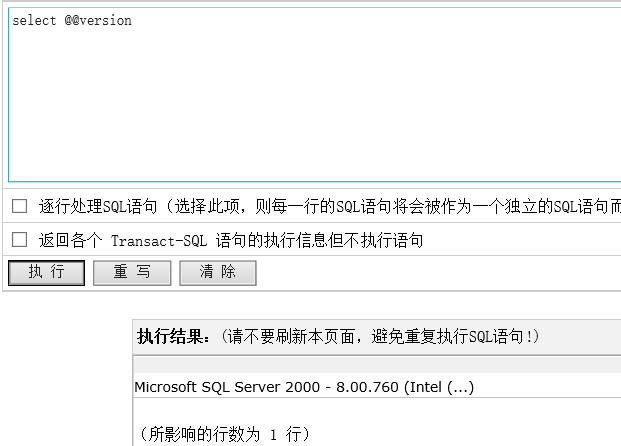 select @@version
逐行处理SQL语句（选择此项，则每一行的SQL语句将会被作为一个独立的SQL语句而
返回各个 Transact-SQL 语句的执行信息但不执行语句
执 行 重 写 清 除
执行结果：(请不要刷新本页面，避免重复执行SQL语句!)
Microsoft SQL Server 2000 - 8.00.760 (Intel (...)
（所影响的行数为 1 行）